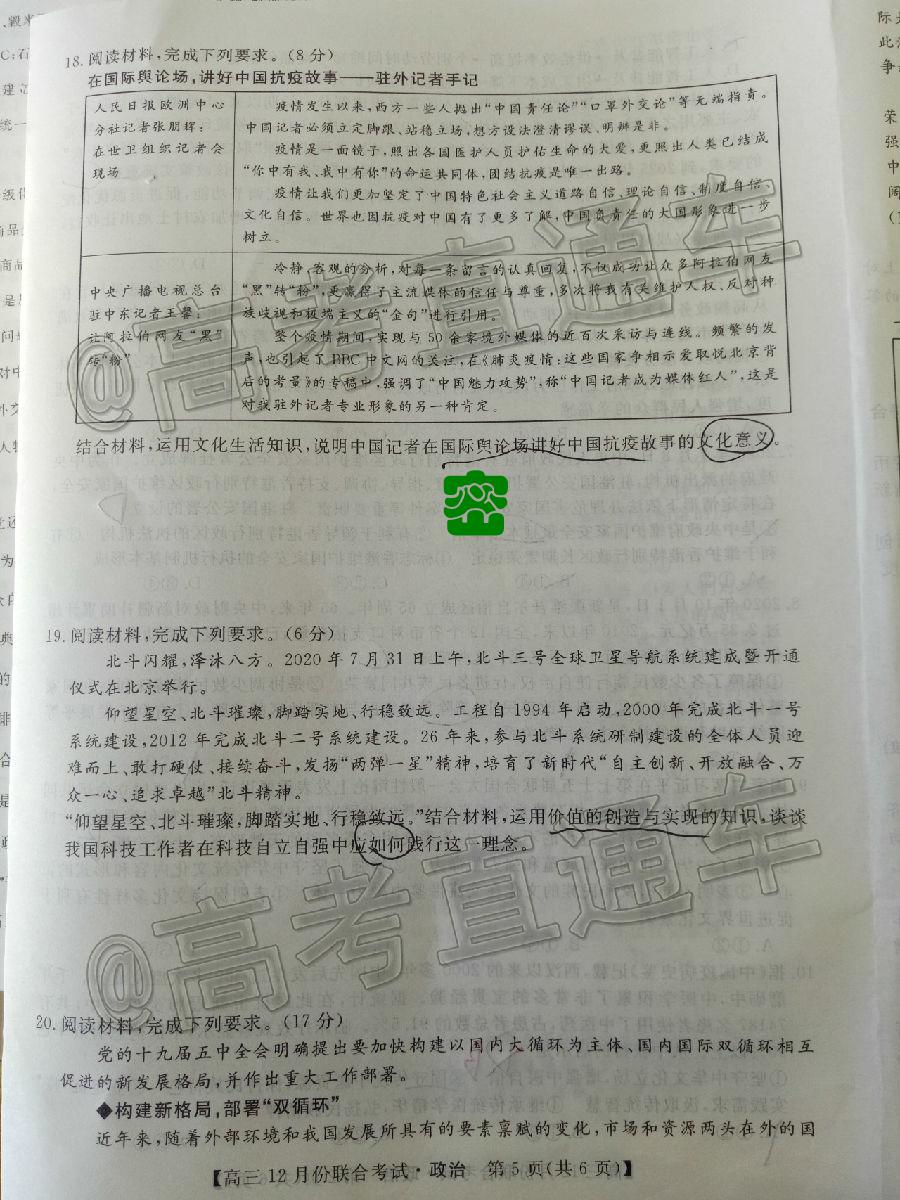 18. 阅读材料,完成下列要求。(8分)
在国际舆论场,讲好中国抗疫故事——驻外记者手记
人民日报欧洲中心
分社记者张朋辉:
在世卫组织记者会
现场
疫情发生以来,西方一些人抛出“中国责任论”“口罩外交论”等无端指责。
中国记者必须立定脚跟、站稳立场,想方设法澄清谬误、明辨是非。
疫情是一面镜子,照出各国医护人员护佑生命的大爱,更照出人类已结成
“你中有我、我中有你”的命运共同体,团结抗疫是唯一出路。
疫情让我们更加坚定了中国特色社会主义道路自信、理论自信、制度自信、
文化自信。世界也因抗疫对中国有了更多了解,中国负责任的大国形象进一步
树立。
中央广播电视总台
驻中东记者王馨:
让阿拉伯网友“黑”
转“粉”
冷静、客观的分析,对每一条留言的认真回复,不仅成功让众多阿拉伯网友
“黑”转“粉”,更赢得了主流媒体的信任与尊重,多次将我有关维护人权、反对种
族歧视和极端主义的“金句”进行引用。
整个疫情期间,实现与50余家境外媒体的近百次采访与连线。频繁的发
声,也引起了BBC中文网的关注,在《肺炎疫情:这些国家争相示爱取悦北京背
后的考量》的专稿中,强调了“中国魅力攻势”,称“中国记者成为媒体红人”,这是
对我驻外记者专业形象的另一种肯定。
结合材料,运用文化生活知识,说明中国记者在国际舆论场讲好中国抗疫故事的文化意义。
19. 阅读材料,完成下列要求。(6分)
北斗闪耀,泽沐八方。2020年7月31日上午,北斗三号全球卫星导航系统建成暨开通
仪式在北京举行。
仰望星空、北斗璀璨,脚踏实地、行稳致远。工程自1994年启动,2000年完成北斗一号
系统建设,2012年完成北斗二号系统建设。26年来,参与北斗系统研制建设的全体人员迎
难而上、敢打硬仗、接续奋斗,发扬“两弹一星”精神,培育了新时代“自主创新、开放融合、万
众一心、追求卓越”北斗精神。
“仰望星空、北斗璀璨,脚踏实地、行稳致远。”结合材料,运用价值的创造与实现的知识,谈谈
我国科技工作者在科技自立自强中应如何践行这一理念。
20. 阅读材料,完成下列要求。(17分)
党的十九届五中全会明确提出要加快构建以国内大循环为主体、国内国际双循环相互
促进的新发展格局,并作出重大工作部署。
◆构建新格局,部署“双循环”
近年来,随着外部环境和我国发展所具有的要素禀赋的变化,市场和资源两头在外的国
【高三12月份联合考试·政治 第5页(共6页)】
@高考直通车
@高考直通车